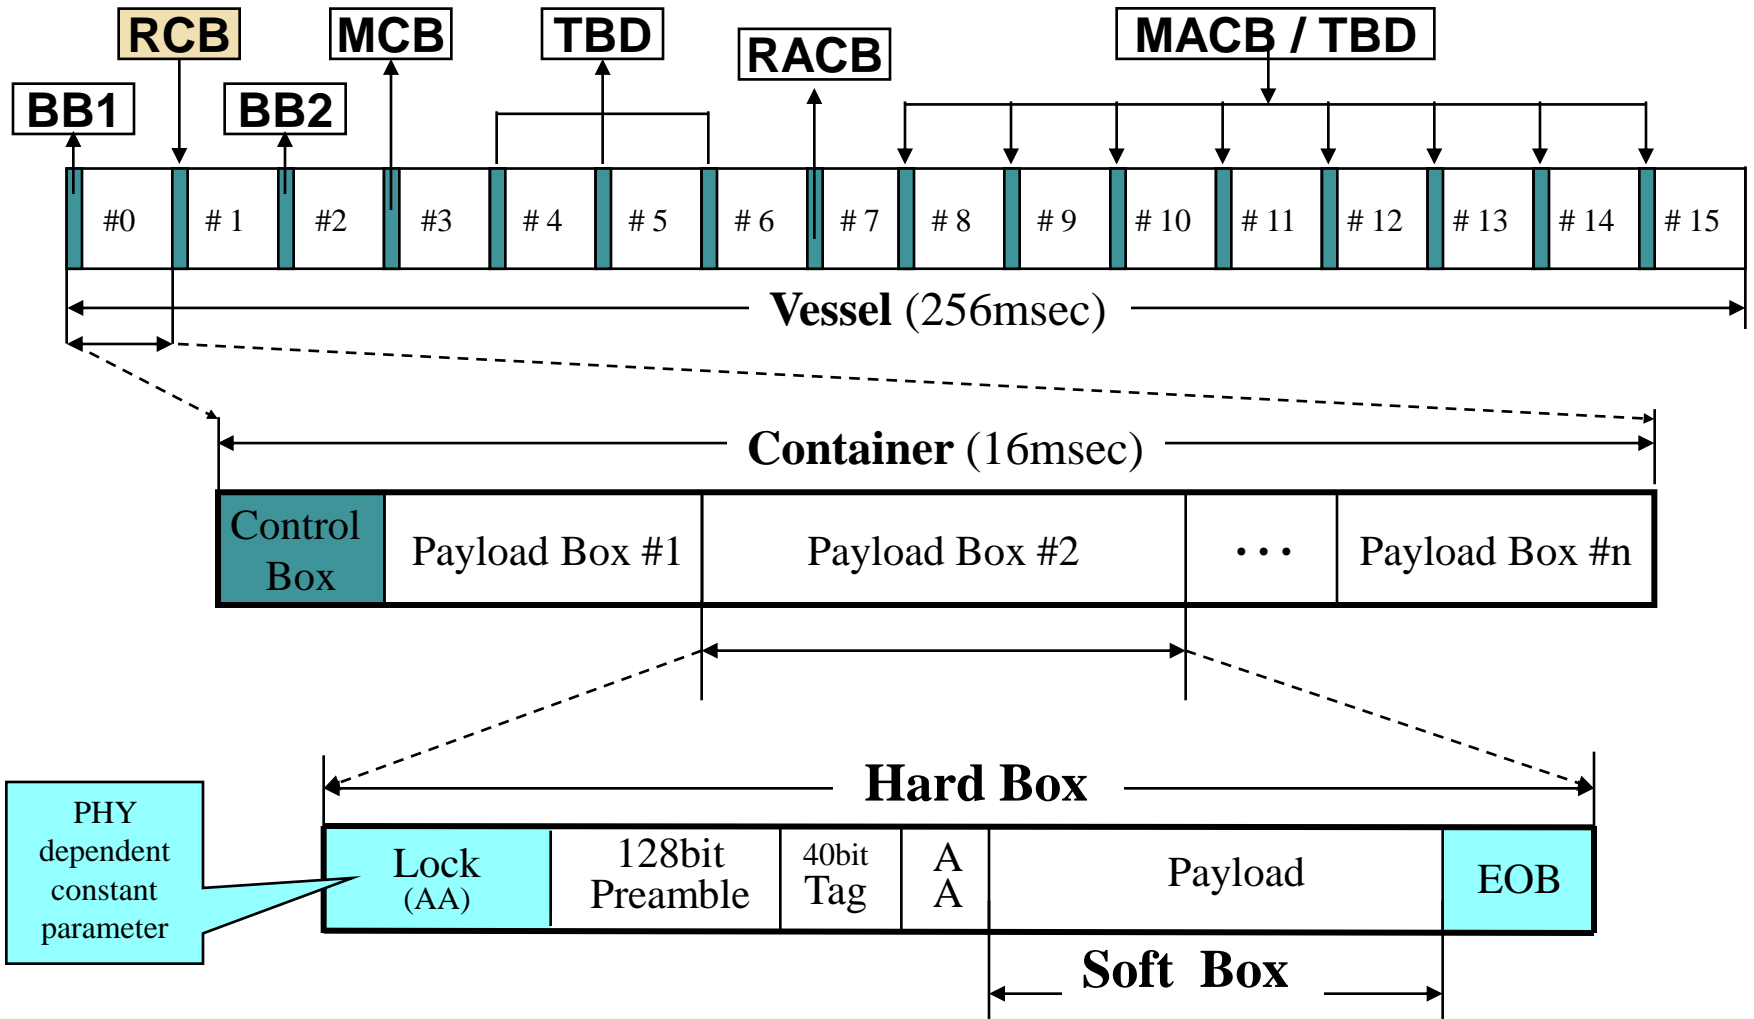 RCB
MCB
TBD
RACB
MACB / TBD
BB1
BB2
#0
# 1
#2
#3
# 4
# 5
# 6
# 7
# 8
# 9
# 10
# 11
# 12
# 13
# 14
# 15
Vessel (256msec)
Container (16msec)
Control
Box
Payload Box #1
Payload Box #2
...
Payload Box #n
Hard Box
PHY
dependent
constant
parameter
Lock
(AA)
128bit
Preamble
40bit
Tag
A
A
Payload
EOB
Soft Box